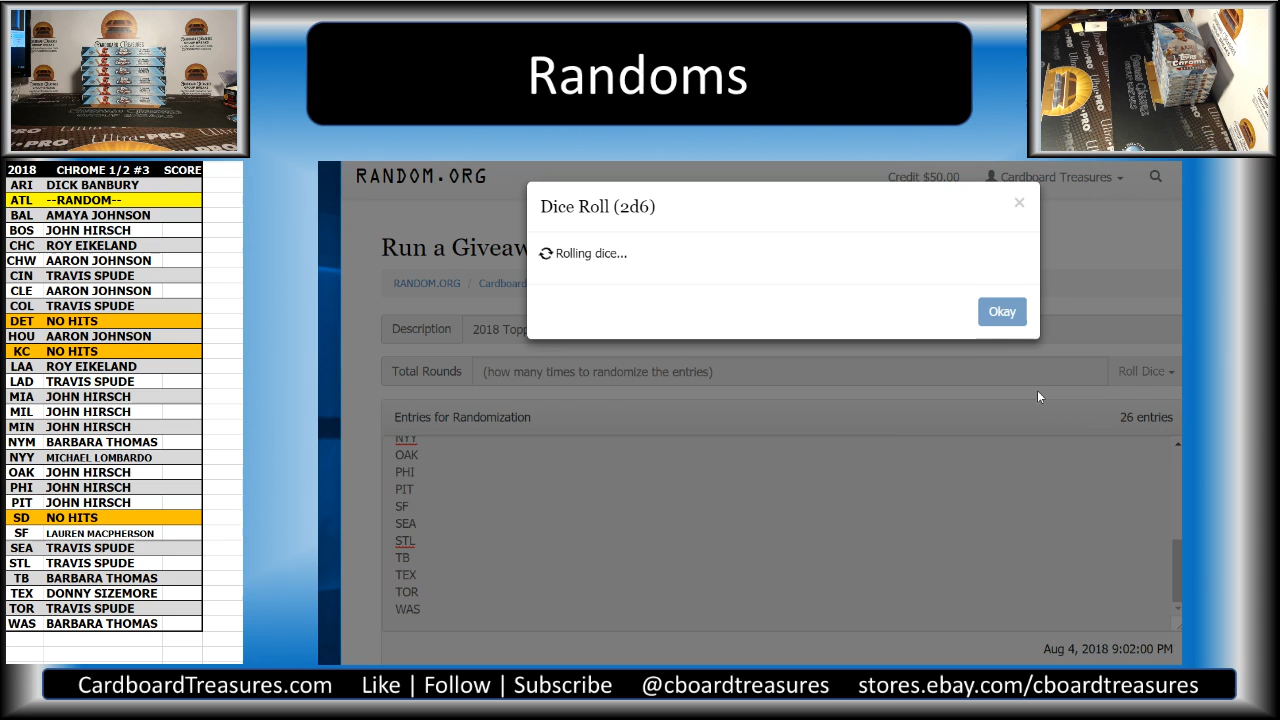 Randoms
2018 CHROME 1/2 #3 SCORE
ARI DICK BANBURY
ATL --RANDOM--
BAL AMAYA JOHNSON
BOS JOHN HIRSCH
CHC ROY EIKELAND
CHW AARON JOHNSON
CIN TRAVIS SPUDE
CLE AARON JOHNSON
COL TRAVIS SPUDE
DET NO HITS
HOU AARON JOHNSON
KC NO HITS
LAA ROY EIKELAND
LAD TRAVIS SPUDE
MIA JOHN HIRSCH
MIL JOHN HIRSCH
MIN JOHN HIRSCH
NYM BARBARA THOMAS
NYY MICHAEL LOMBARDO
OAK JOHN HIRSCH
PHI JOHN HIRSCH
PIT JOHN HIRSCH
SD NO HITS
SF LAUREN MACPHERSON
SEA TRAVIS SPUDE
STL TRAVIS SPUDE
TB BARBARA THOMAS
TEX DONNY SIZEMORE
TOR TRAVIS SPUDE
WAS BARBARA THOMAS
RANDOM.ORG
Credit $50.00 Cardboard Treasures
Dice Roll (2d6) ×
Rolling dice...
Okay
Run a Giveaw
RANDOM.ORG / Cardboard
Description 2018 Topp
Total Rounds (how many times to randomize the entries) Roll Dice
Entries for Randomization 26 entries
NYY
OAK
PHI
PIT
SF
SEA
STL
TB
TEX
TOR
WAS
Aug 4, 2018 9:02:00 PM
CardboardTreasures.com Like | Follow | Subscribe @cboardtreasures stores.ebay.com/cboardtreasures